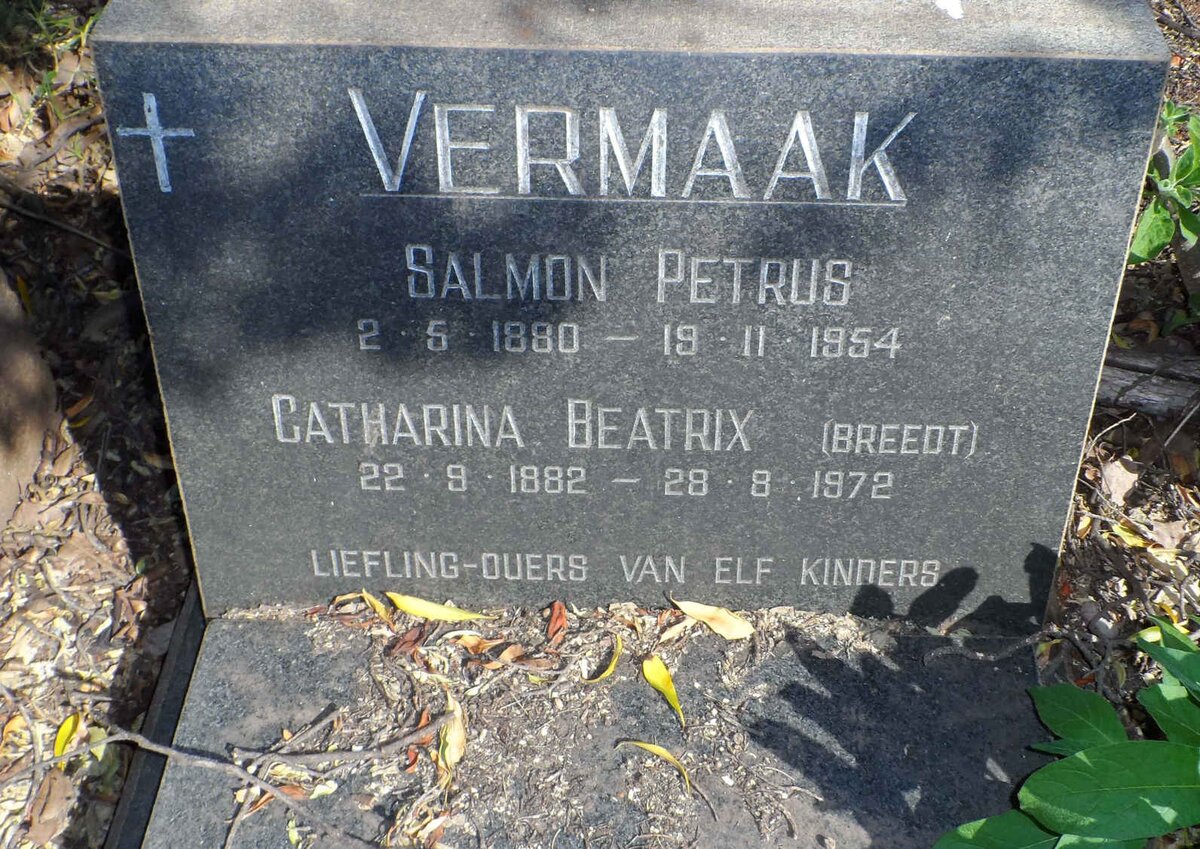 VERMAAK
SALMON PETRUS
2 · 5 · 1880 – 19 · 11 · 1954
CATHARINA BEATRIX (BREEDT)
22 · 9 · 1882 – 28 · 8 · 1972
LIEFLING-OUERS VAN ELF KINDERS